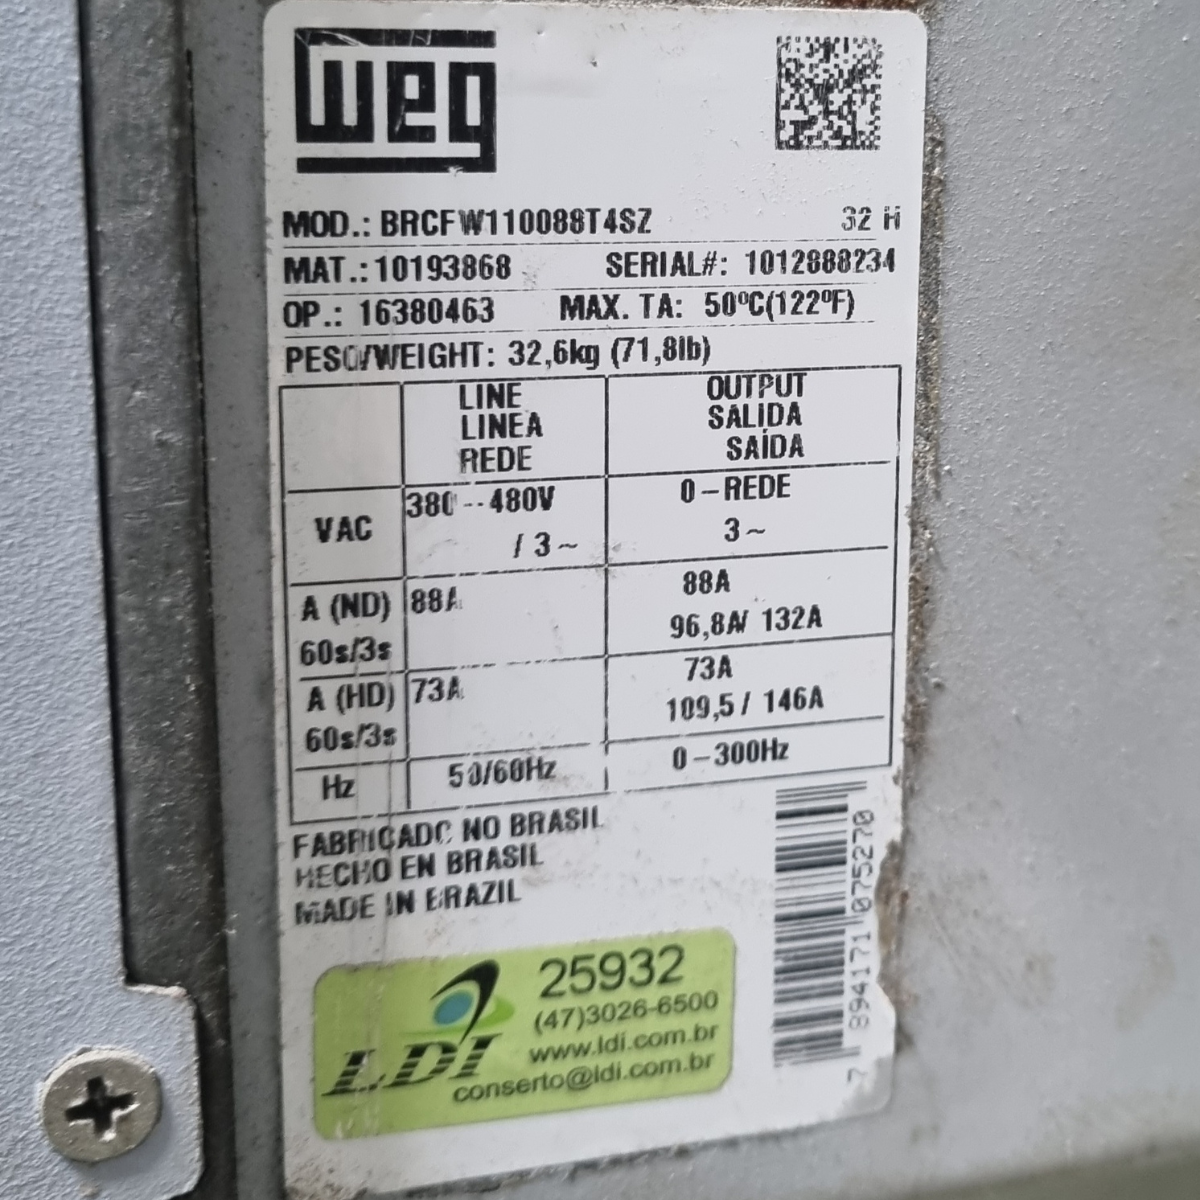 WEG
MOD.: BRCFW110088T4SZ 32 H
MAT.: 10193868 SERIAL#: 1012888234
OP.: 16380463 MAX. TA: 50ºC(122ºF)
PESO/WEIGHT: 32,6kg (71,8lb)
LINE OUTPUT
LINEA SALIDA
REDE SAÍDA
VAC 380--480V 0-REDE
/ 3~ 3~
A (ND) 88A 88A
60s/3s 96,8A/ 132A
A (HD) 73A 73A
60s/3s 109,5/ 146A
Hz 50/60Hz 0-300Hz
FABRICADO NO BRASIL
HECHO EN BRASIL
MADE IN BRAZIL
7 894171 075270
LDI
25932
(47)3026-6500
www.ldi.com.br
conserto@ldi.com.br